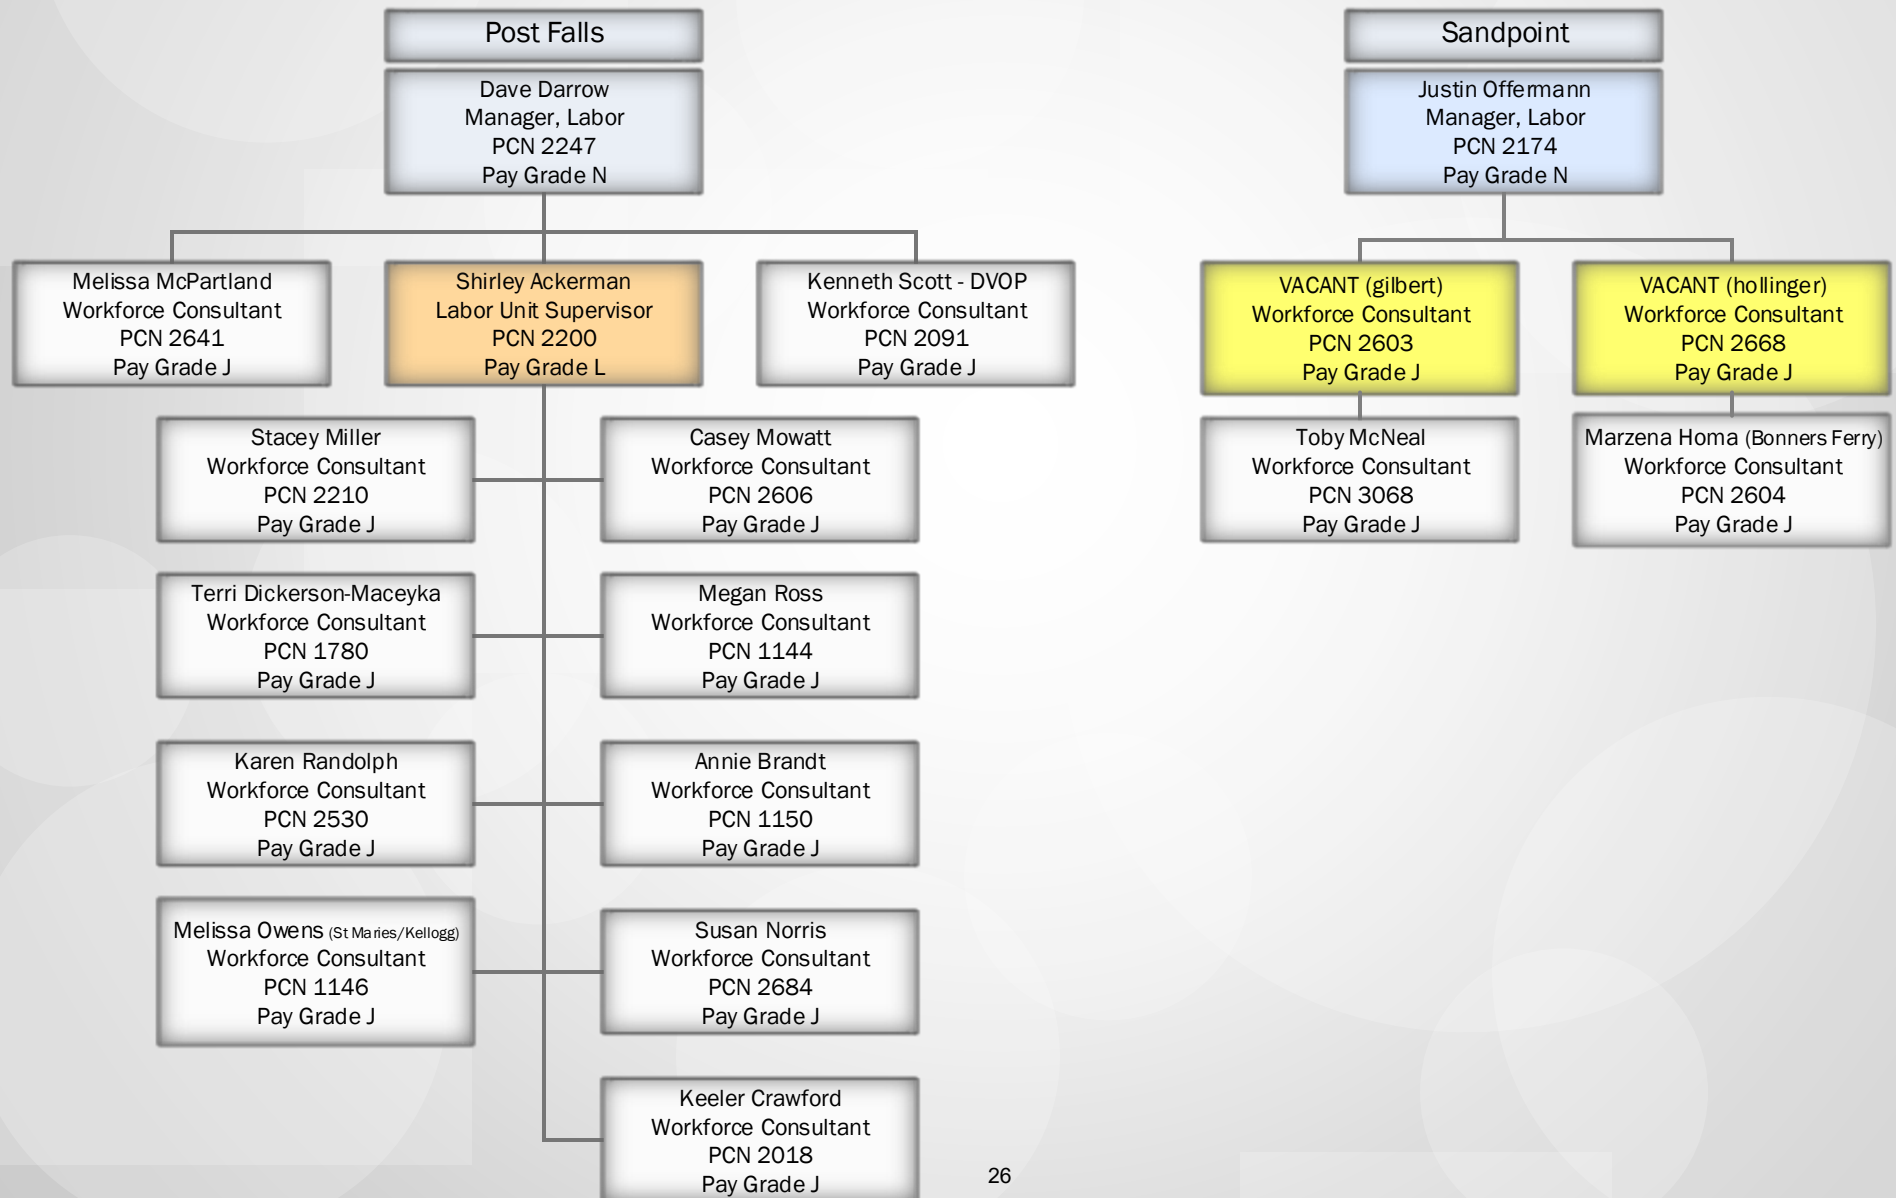 Post Falls
Dave Darrow
Manager, Labor
PCN 2247
Pay Grade N
Melissa McPartland
Workforce Consultant
PCN 2641
Pay Grade J
Shirley Ackerman
Labor Unit Supervisor
PCN 2200
Pay Grade L
Kenneth Scott - DVOP
Workforce Consultant
PCN 2091
Pay Grade J
Stacey Miller
Workforce Consultant
PCN 2210
Pay Grade J
Casey Mowatt
Workforce Consultant
PCN 2606
Pay Grade J
Terri Dickerson-Maceyka
Workforce Consultant
PCN 1780
Pay Grade J
Megan Ross
Workforce Consultant
PCN 1144
Pay Grade J
Karen Randolph
Workforce Consultant
PCN 2530
Pay Grade J
Annie Brandt
Workforce Consultant
PCN 1150
Pay Grade J
Melissa Owens (St Maries/Kellogg)
Workforce Consultant
PCN 1146
Pay Grade J
Susan Norris
Workforce Consultant
PCN 2684
Pay Grade J
Keeler Crawford
Workforce Consultant
PCN 2018
Pay Grade J
Sandpoint
Justin Offermann
Manager, Labor
PCN 2174
Pay Grade N
VACANT (gilbert)
Workforce Consultant
PCN 2603
Pay Grade J
VACANT (hollinger)
Workforce Consultant
PCN 2668
Pay Grade J
Toby McNeal
Workforce Consultant
PCN 3068
Pay Grade J
Marzena Homa (Bonners Ferry)
Workforce Consultant
PCN 2604
Pay Grade J
26